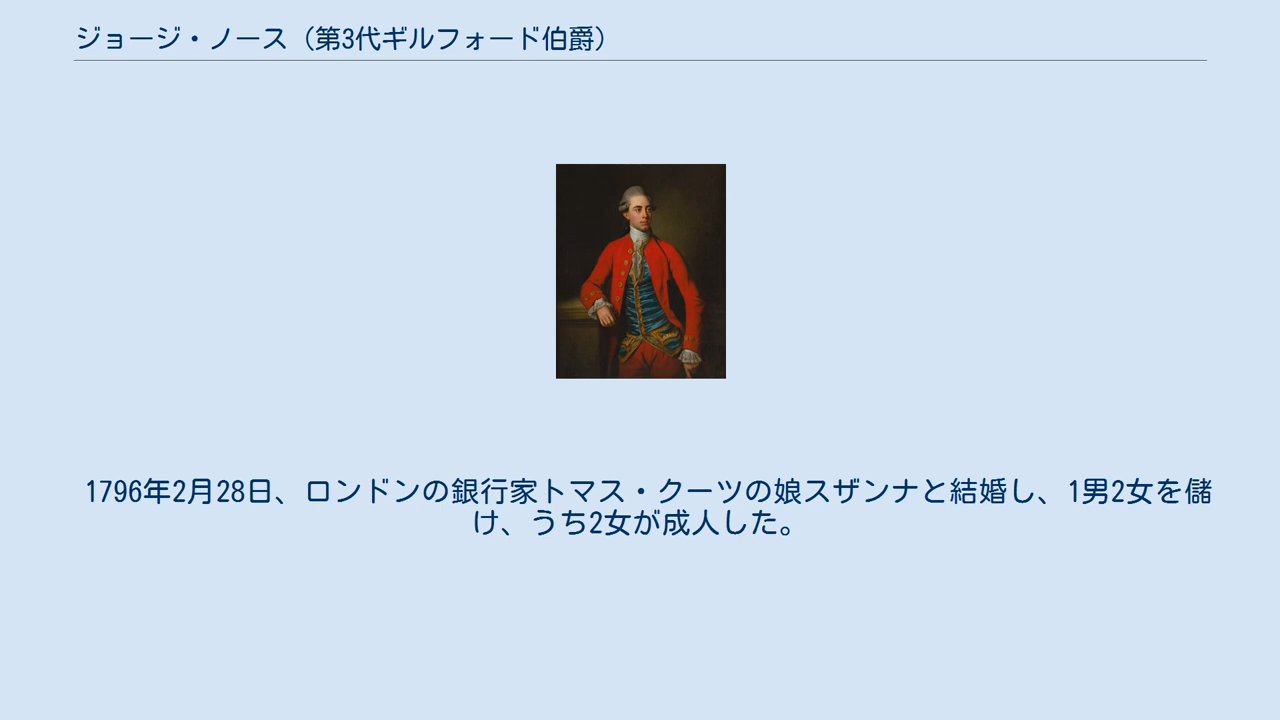 ジョージ・ノース（第3代ギルフォード伯爵）
1796年2月28日、ロンドンの銀行家トマス・クーツの娘スザンナと結婚し、1男2女を儲
け、うち2女が成人した。